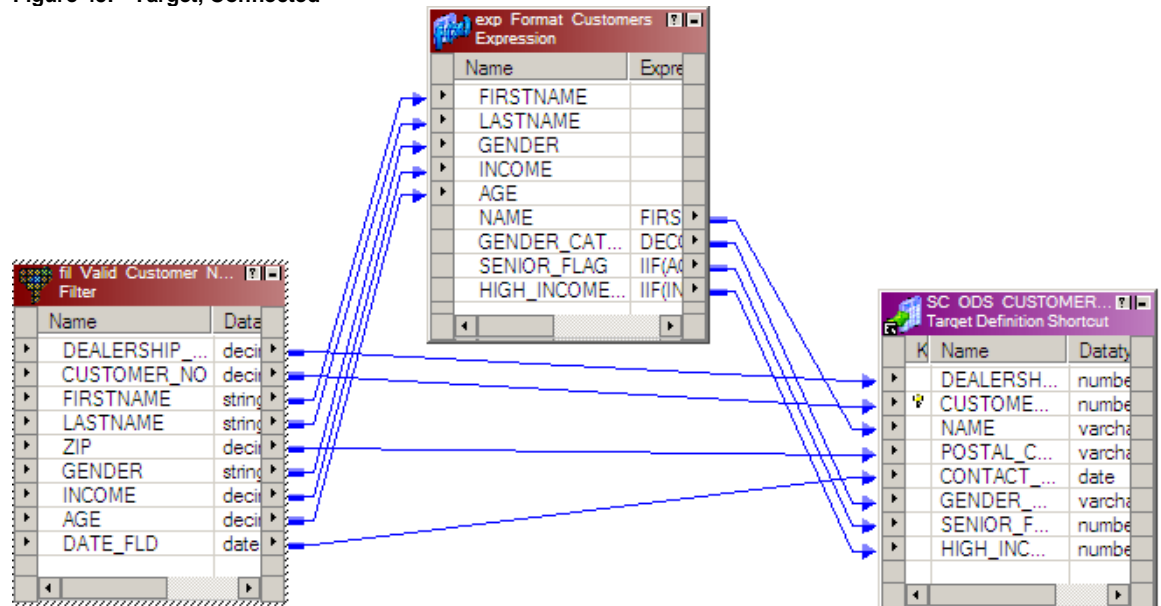 exp Format Customers
Expression
Name Expre
FIRSTNAME
LASTNAME
GENDER
INCOME
AGE
NAME FIRS
GENDER_CAT... DEC
SENIOR_FLAG IIF(A
HIGH_INCOME... IIF(IN
fil Valid Customer N...
Filter
Name Data
DEALERSHIP_... deci
CUSTOMER_NO deci
FIRSTNAME string
LASTNAME string
ZIP deci
GENDER string
INCOME deci
AGE deci
DATE_FLD date
SC ODS CUSTOMER...
Target Definition Shortcut
K Name Dataty
DEALERSH... numbe
CUSTOME... numbe
NAME varcha
POSTAL_C... varcha
CONTACT_... date
GENDER_... varcha
SENIOR_F... numbe
HIGH_INC... numbe